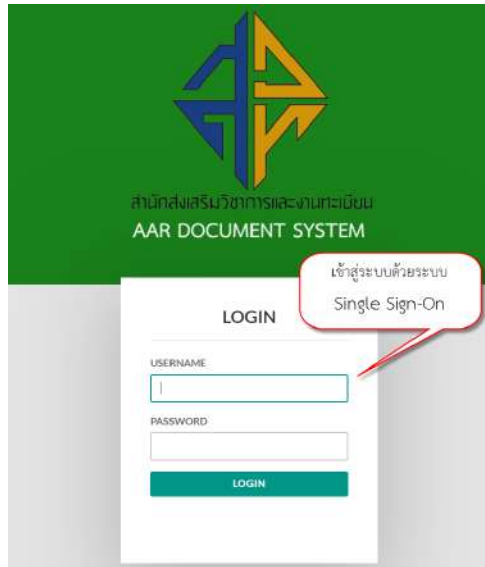 สำนักส่งเสริมวิชาการและงานทะเบียน
AAR DOCUMENT SYSTEM
เข้าสู่ระบบด้วยระบบ
Single Sign-On
LOGIN
USERNAME
PASSWORD
LOGIN